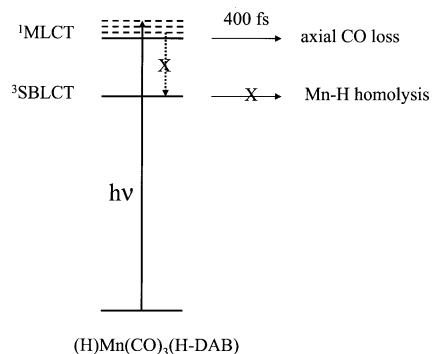 400 fs
¹MLCT
axial CO loss
X
³SBLCT
X
Mn-H homolysis
hν
(H)Mn(CO)₃(H-DAB)